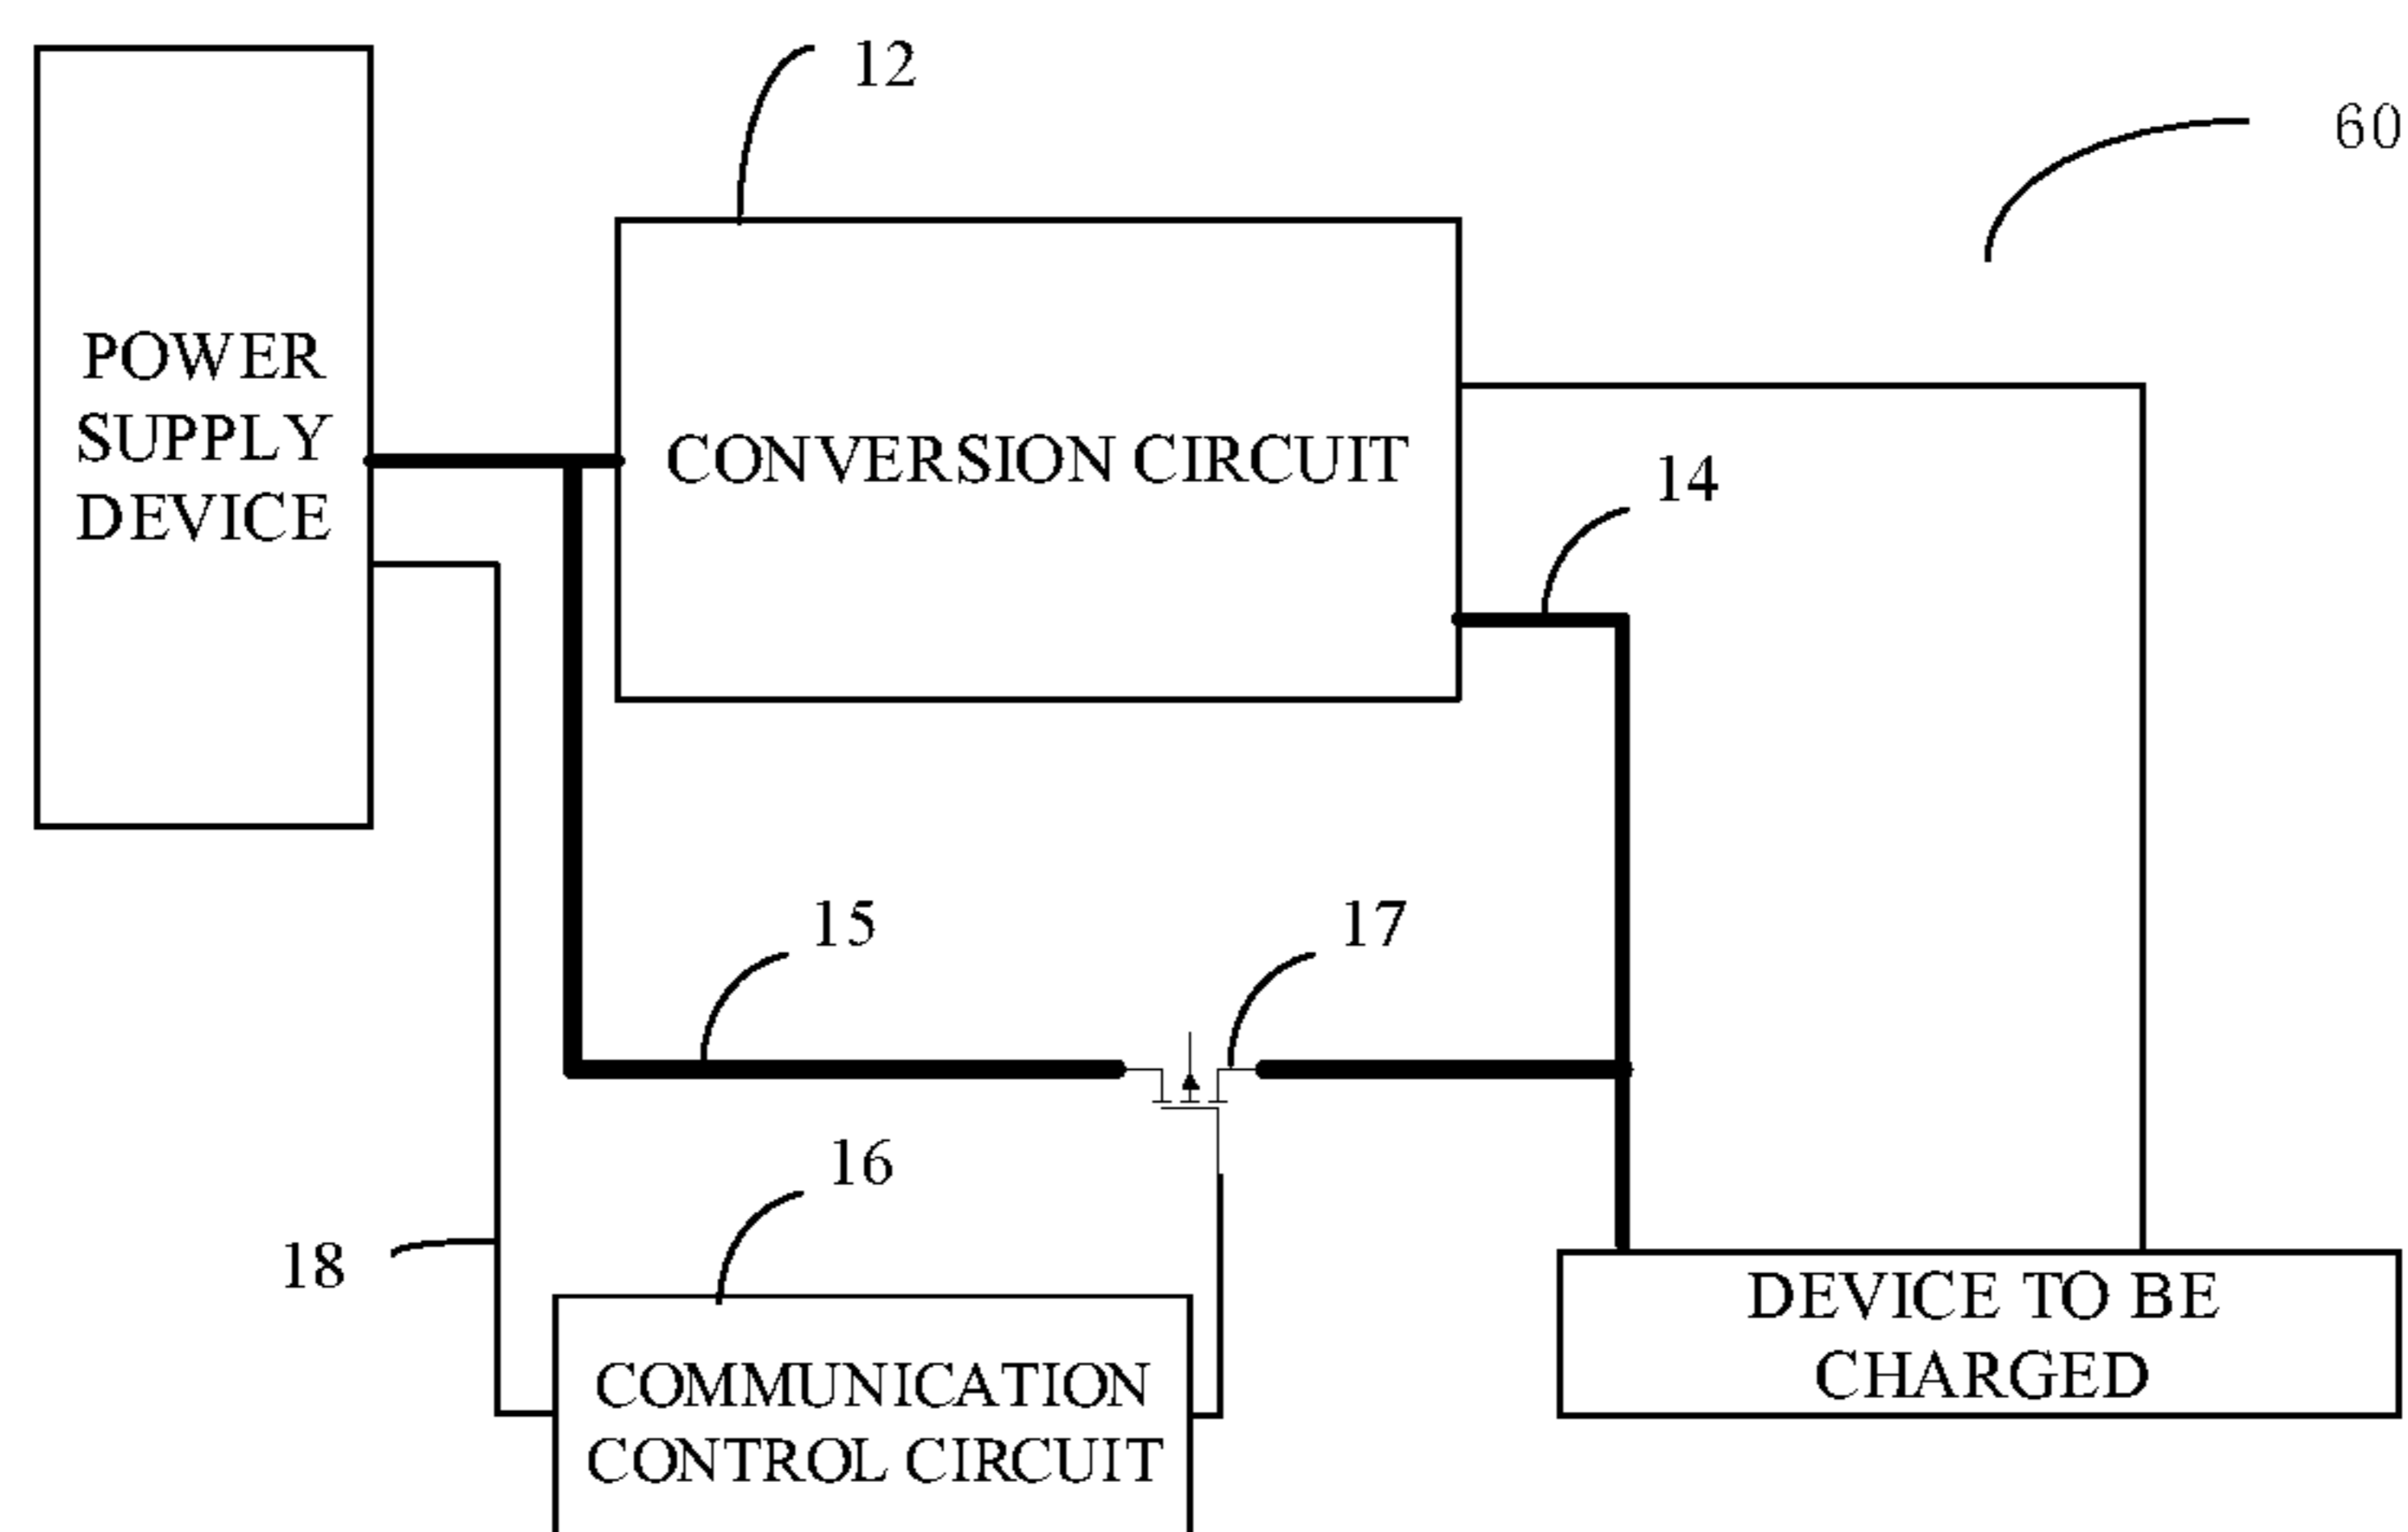 12
60
POWER
SUPPLY
DEVICE
CONVERSION CIRCUIT
14
15
17
16
18
COMMUNICATION
CONTROL CIRCUIT
DEVICE TO BE
CHARGED